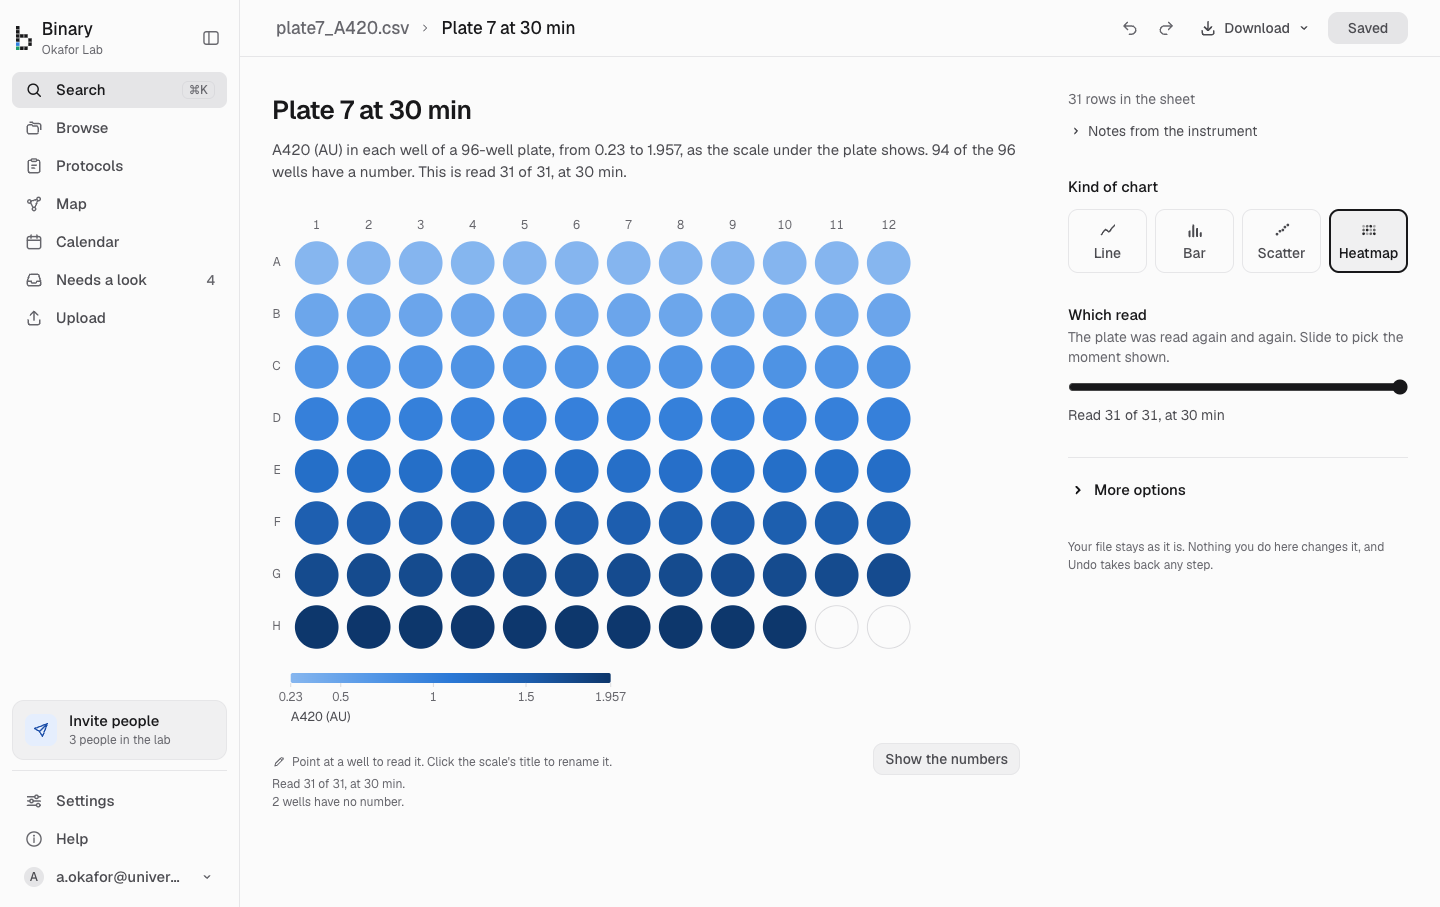 Binary
Okafor Lab
Search ⌘K
Browse
Protocols
Map
Calendar
Needs a look 4
Upload
Invite people
3 people in the lab
Settings
Help
A a.okafor@univer...
plate7_A420.csv › Plate 7 at 30 min
Download
Saved
Plate 7 at 30 min
A420 (AU) in each well of a 96-well plate, from 0.23 to 1.957, as the scale under the plate shows. 94 of the 96
wells have a number. This is read 31 of 31, at 30 min.
1 2 3 4 5 6 7 8 9 10 11 12
A
B
C
D
E
F
G
H
0.23 0.5 1 1.5 1.957
A420 (AU)
Point at a well to read it. Click the scale's title to rename it.
Show the numbers
Read 31 of 31, at 30 min.
2 wells have no number.
31 rows in the sheet
Notes from the instrument
Kind of chart
Line Bar Scatter Heatmap
Which read
The plate was read again and again. Slide to pick the
moment shown.
Read 31 of 31, at 30 min
More options
Your file stays as it is. Nothing you do here changes it, and
Undo takes back any step.